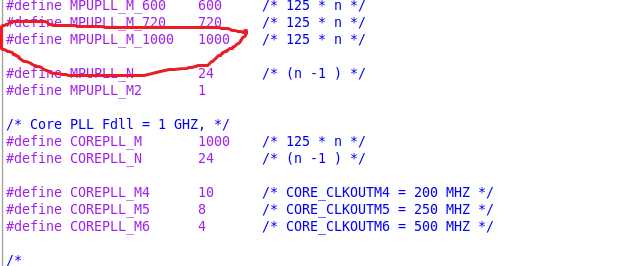 #define MPUPLL_M_600 600 /* 125 * n */
#define MPUPLL_M_720 720 /* 125 * n */
#define MPUPLL_M_1000 1000 /* 125 * n */
#define MPUPLL_N 24 /* (n -1 ) */
#define MPUPLL_M2 1
/* Core PLL Fdll = 1 GHZ, */
#define COREPLL_M 1000 /* 125 * n */
#define COREPLL_N 24 /* (n -1 ) */
#define COREPLL_M4 10 /* CORE_CLKOUTM4 = 200 MHZ */
#define COREPLL_M5 8 /* CORE_CLKOUTM5 = 250 MHZ */
#define COREPLL_M6 4 /* CORE_CLKOUTM6 = 500 MHZ */
/*